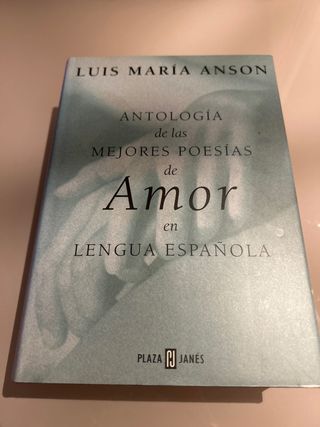 LUIS MARÍA ANSON
ANTOLOGÍA
de las
MEJORES POESÍAS
de
Amor
en
LENGUA ESPAÑOLA
PLAZA JANÉS